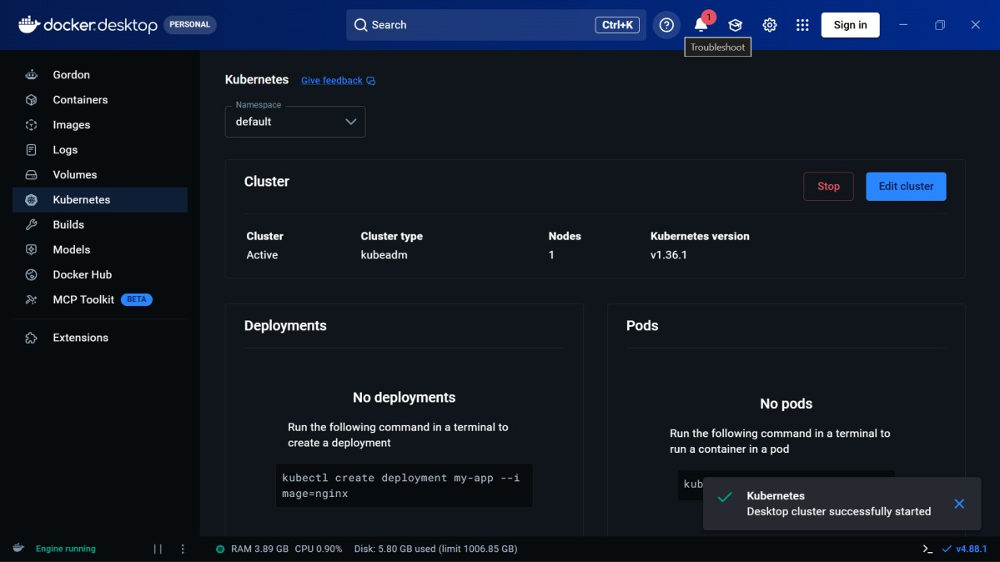 docker.desktop PERSONAL
Search
Ctrl+K
1
Sign in
Troubleshoot
Gordon
Containers
Images
Logs
Volumes
Kubernetes
Builds
Models
Docker Hub
MCP Toolkit BETA
Extensions
Kubernetes Give feedback
Namespace
default
Cluster
Stop
Edit cluster
Cluster Cluster type Nodes Kubernetes version
Active kubeadm 1 v1.36.1
Deployments
No deployments
Run the following command in a terminal to
create a deployment
kubectl create deployment my-app --i
mage=nginx
Pods
No pods
Run the following command in a terminal to
run a container in a pod
kub
Kubernetes
Desktop cluster successfully started
Engine running
RAM 3.89 GB CPU 0.90% Disk: 5.80 GB used (limit 1006.85 GB)
v4.88.1